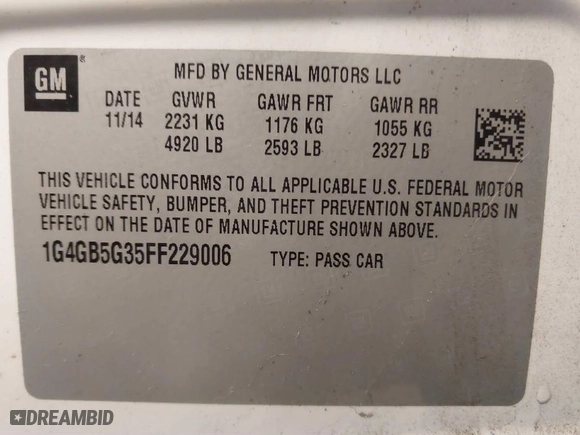 GM
MFD BY GENERAL MOTORS LLC
DATE GVWR GAWR FRT GAWR RR
11/14 2231 KG 1176 KG 1055 KG
4920 LB 2593 LB 2327 LB
THIS VEHICLE CONFORMS TO ALL APPLICABLE U.S. FEDERAL MOTOR
VEHICLE SAFETY, BUMPER, AND THEFT PREVENTION STANDARDS IN
EFFECT ON THE DATE OF MANUFACTURE SHOWN ABOVE.
1G4GB5G35FF229006 TYPE: PASS CAR
DREAMBID